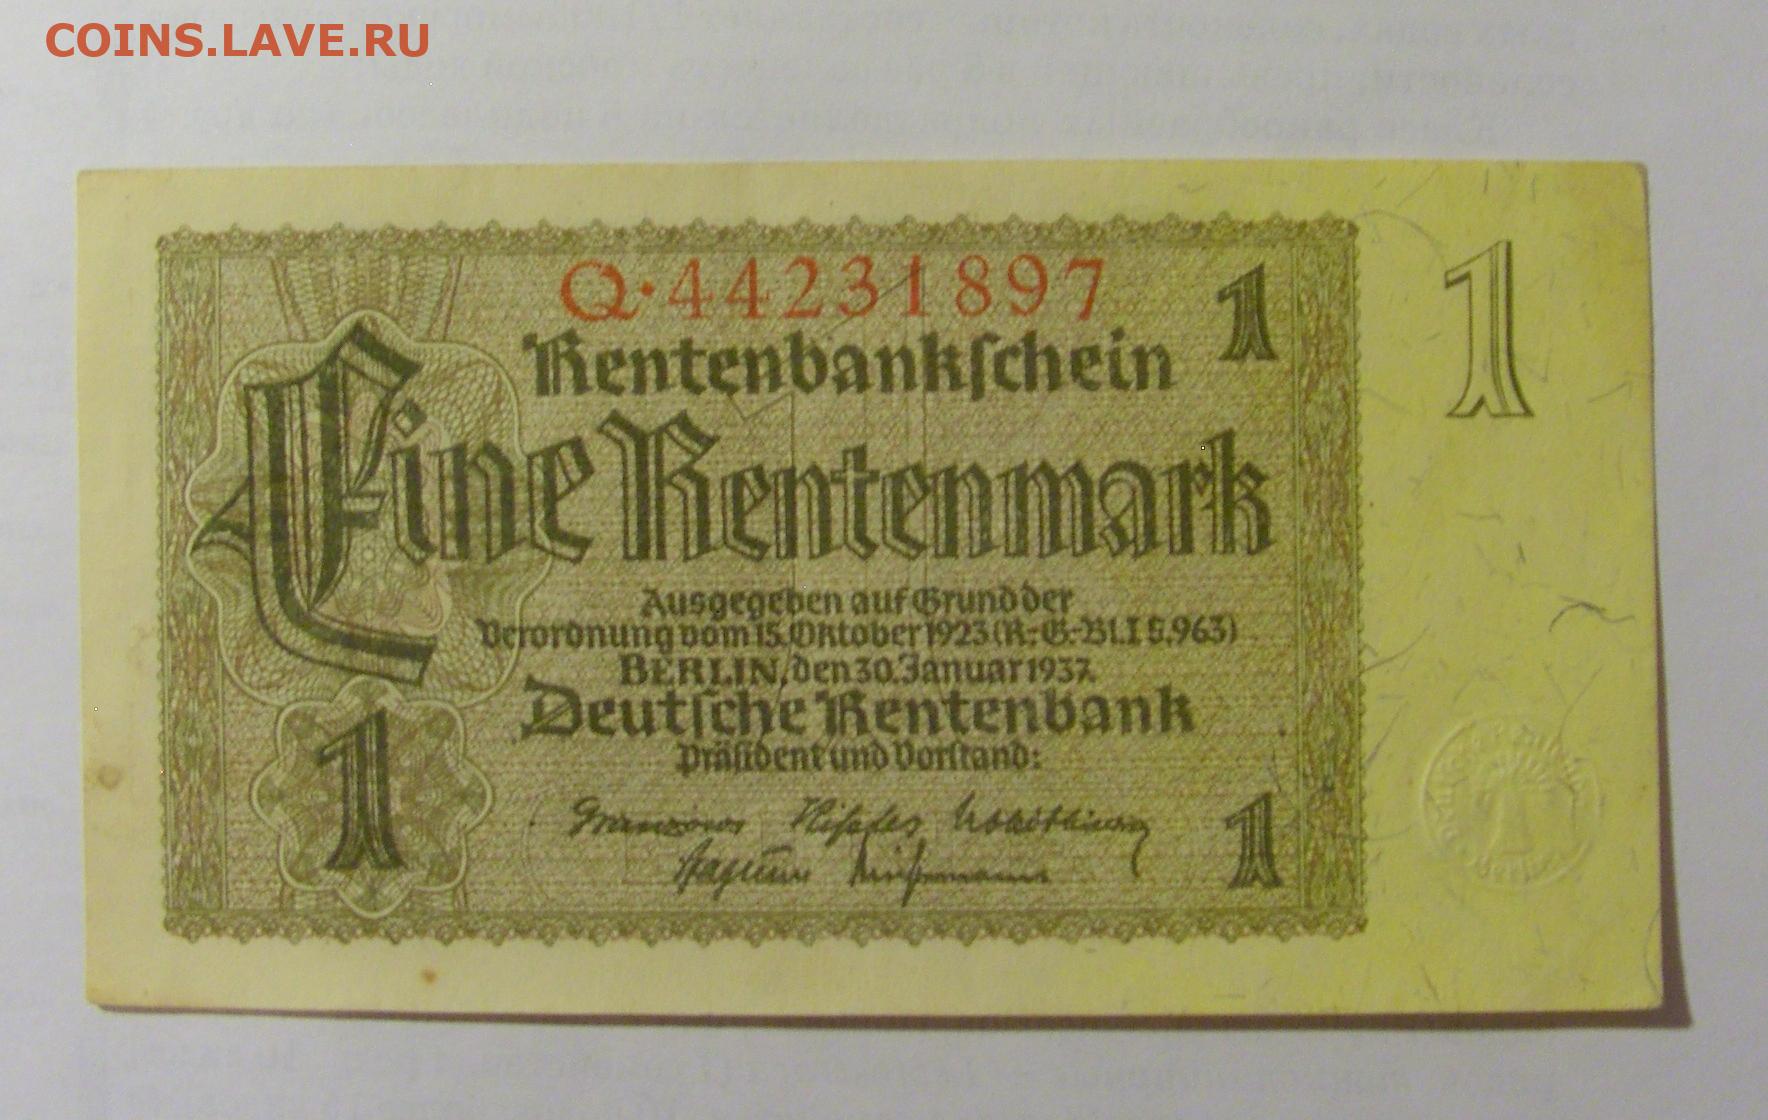 COINS.LAVE.RU
Q·44231897
1
1
Rentenbankſchein
Eine Rentenmark
Ausgegeben auf Grund der
Verordnung vom 15. Oktober 1923 (R.-G.-Bl. I S. 963)
BERLIN, den 30. Januar 1937.
Deutſche Rentenbank
Präſident und Vorſtand:
1
1